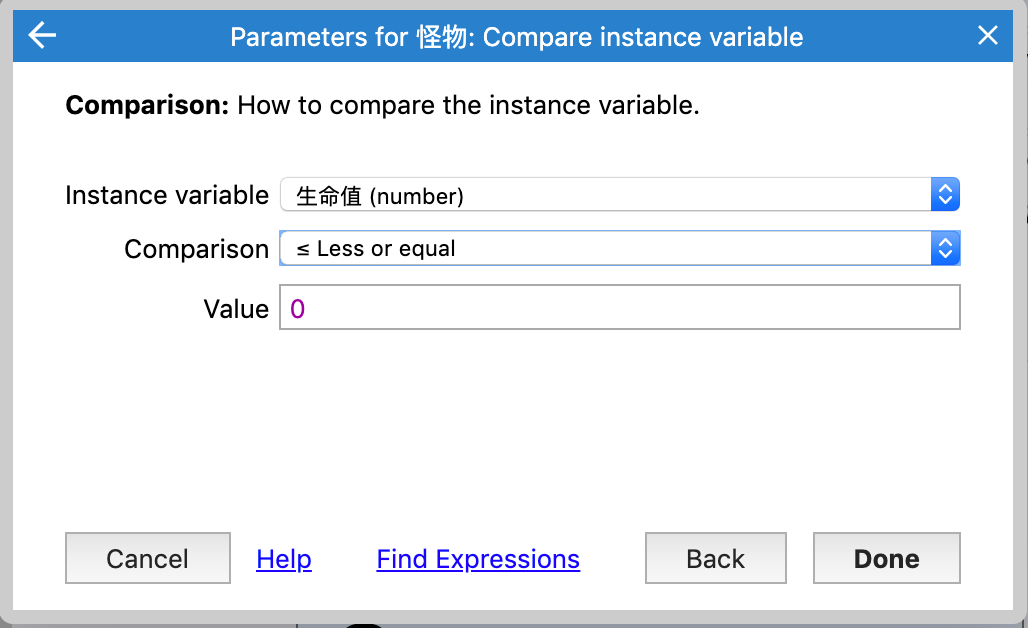 Parameters for 怪物: Compare instance variable
Comparison: How to compare the instance variable.
Instance variable 生命值 (number)
Comparison ≤ Less or equal
Value 0
Cancel Help Find Expressions Back Done